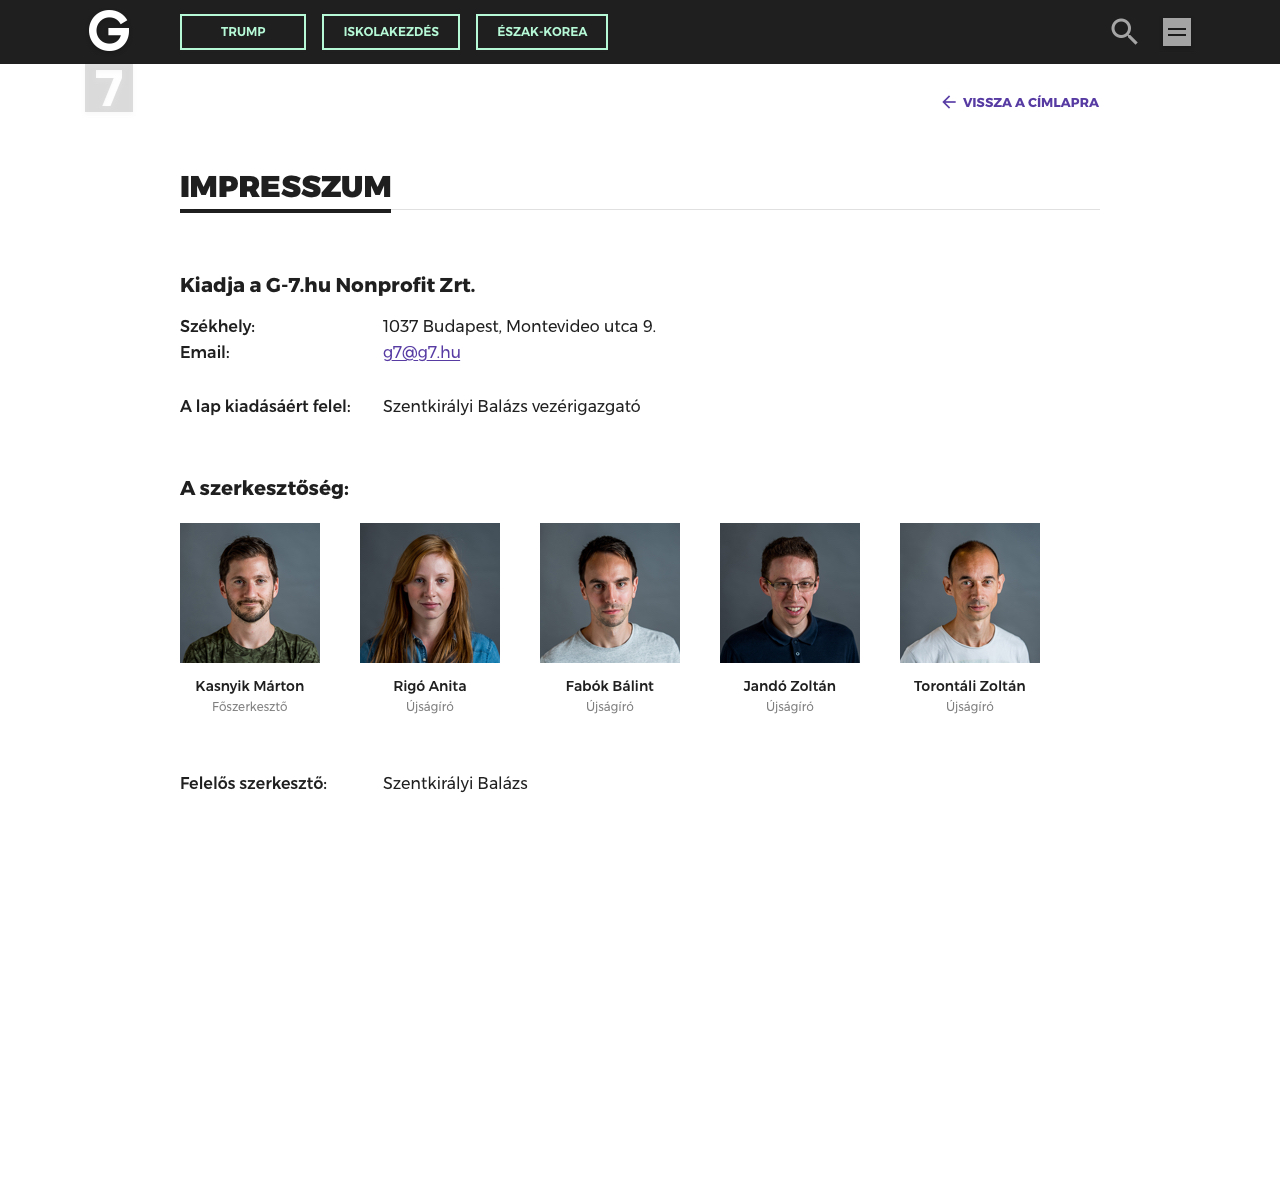 G
7
TRUMP
ISKOLAKEZDÉS
ÉSZAK-KOREA
VISSZA A CÍMLAPRA
IMPRESSZUM
Kiadja a G-7.hu Nonprofit Zrt.
Székhely: 1037 Budapest, Montevideo utca 9.
Email: g7@g7.hu
A lap kiadásáért felel: Szentkirályi Balázs vezérigazgató
A szerkesztőség:
Kasnyik Márton
Főszerkesztő
Rigó Anita
Újságíró
Fabók Bálint
Újságíró
Jandó Zoltán
Újságíró
Torontáli Zoltán
Újságíró
Felelős szerkesztő: Szentkirályi Balázs